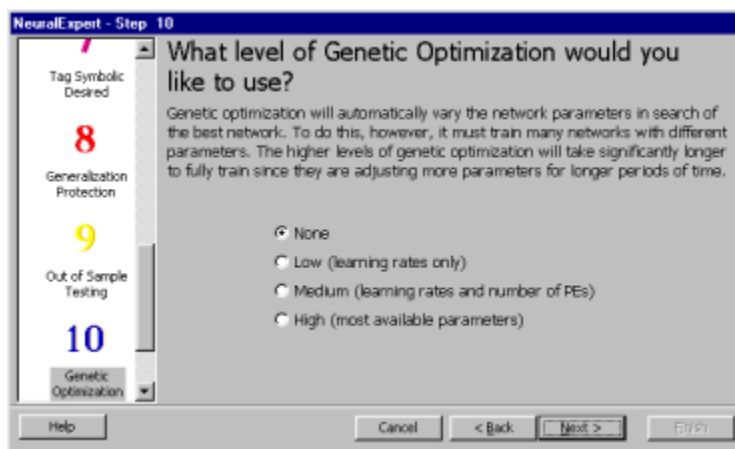 NeuralExpert - Step 10
Tag Symbolic
Desired
8
Generalization
Protection
9
Out of Sample
Testing
10
Genetic
Optimization
What level of Genetic Optimization would you
like to use?
Genetic optimization will automatically vary the network parameters in search of
the best network. To do this, however, it must train many networks with different
parameters. The higher levels of genetic optimization will take significantly longer
to fully train since they are adjusting more parameters for longer periods of time.
None
Low (learning rates only)
Medium (learning rates and number of PEs)
High (most available parameters)
Help
Cancel
< Back
Next >
Finish